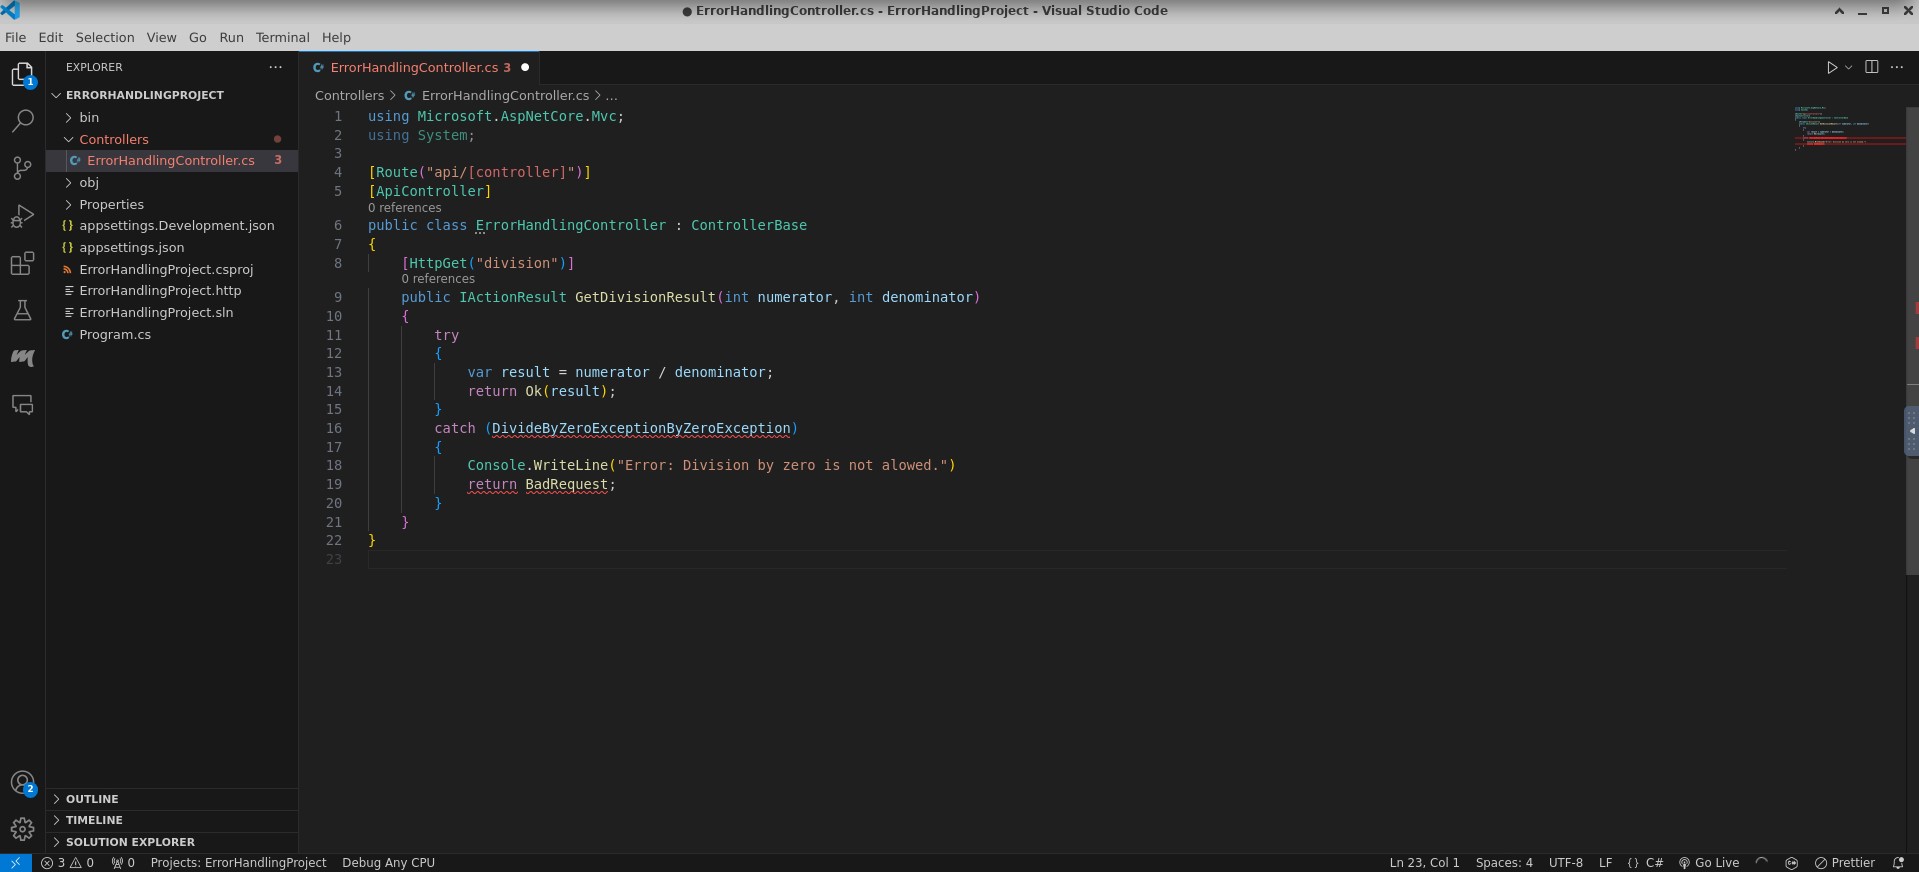 ● ErrorHandlingController.cs - ErrorHandlingProject - Visual Studio Code
File Edit Selection View Go Run Terminal Help
EXPLORER
ERRORHANDLINGPROJECT
bin
Controllers
ErrorHandlingController.cs 3
obj
Properties
appsettings.Development.json
appsettings.json
ErrorHandlingProject.csproj
ErrorHandlingProject.http
ErrorHandlingProject.sln
Program.cs
OUTLINE
TIMELINE
SOLUTION EXPLORER
1
2
ErrorHandlingController.cs 3
Controllers > ErrorHandlingController.cs > ...
1 using Microsoft.AspNetCore.Mvc;
2 using System;
3
4 [Route("api/[controller]")]
5 [ApiController]
0 references
6 public class ErrorHandlingController : ControllerBase
7 {
8 [HttpGet("division")]
0 references
9 public IActionResult GetDivisionResult(int numerator, int denominator)
10 {
11 try
12 {
13 var result = numerator / denominator;
14 return Ok(result);
15 }
16 catch (DivideByZeroExceptionByZeroException)
17 {
18 Console.WriteLine("Error: Division by zero is not alowed.")
19 return BadRequest;
20 }
21 }
22 }
23
3 0 0 Projects: ErrorHandlingProject Debug Any CPU Ln 23, Col 1 Spaces: 4 UTF-8 LF {} C# Go Live Prettier